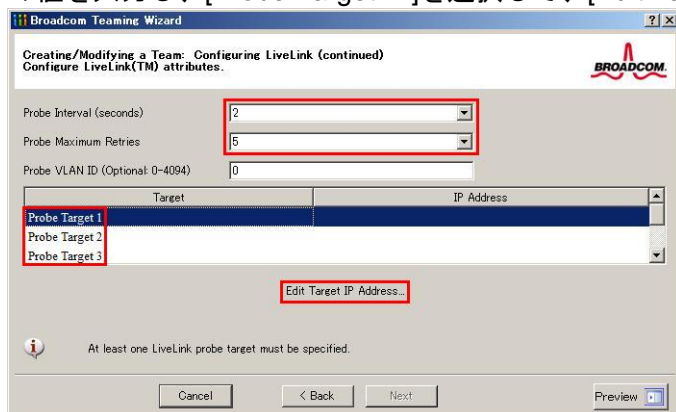 Broadcom Teaming Wizard
Creating/Modifying a Team: Configuring LiveLink (continued)
Configure LiveLink(TM) attributes.
BROADCOM.
Probe Interval (seconds) 2
Probe Maximum Retries 5
Probe VLAN ID (Optional: 0-4094) 0
Target IP Address
Probe Target 1
Probe Target 2
Probe Target 3
Edit Target IP Address...
At least one LiveLink probe target must be specified.
Cancel < Back Next Preview